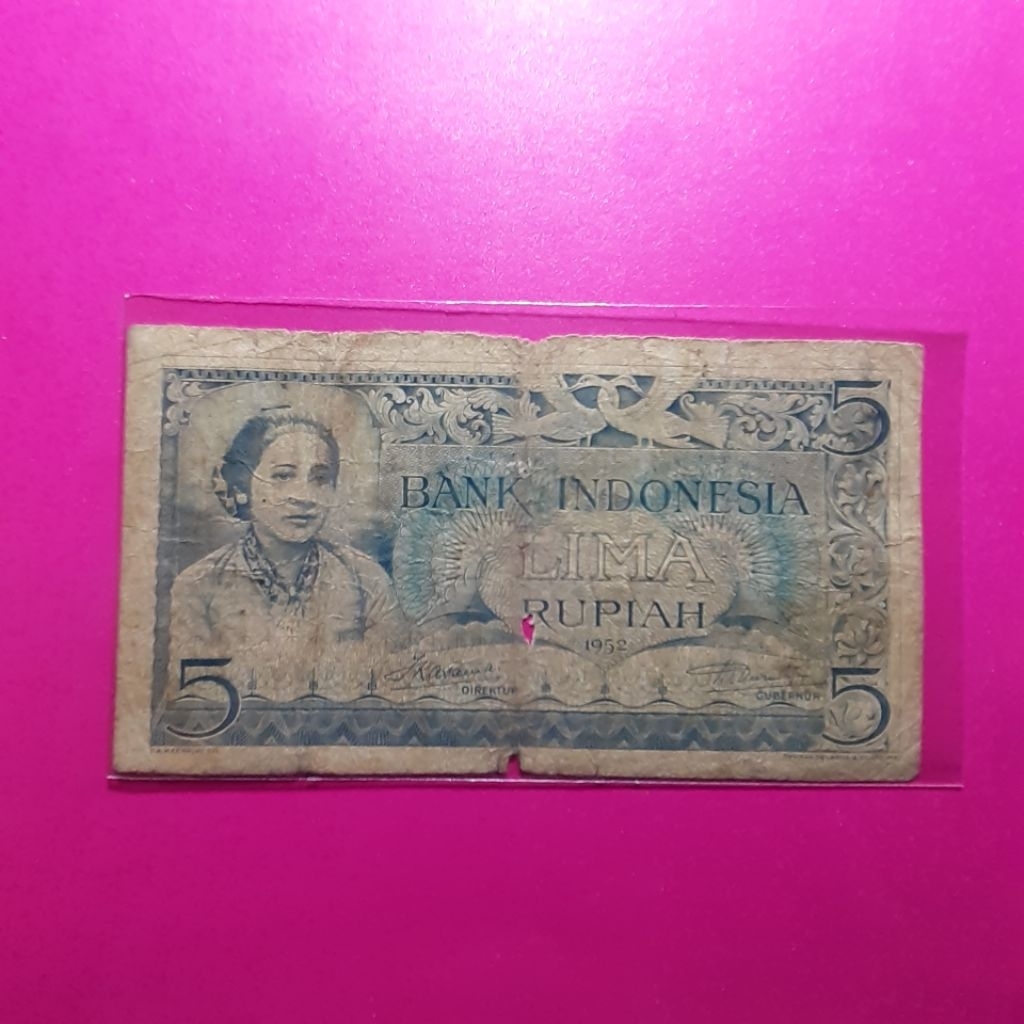 5
BANK INDONESIA
LIMA
RUPIAH
1952
DIREKTUR
GUBERNUR
5
5